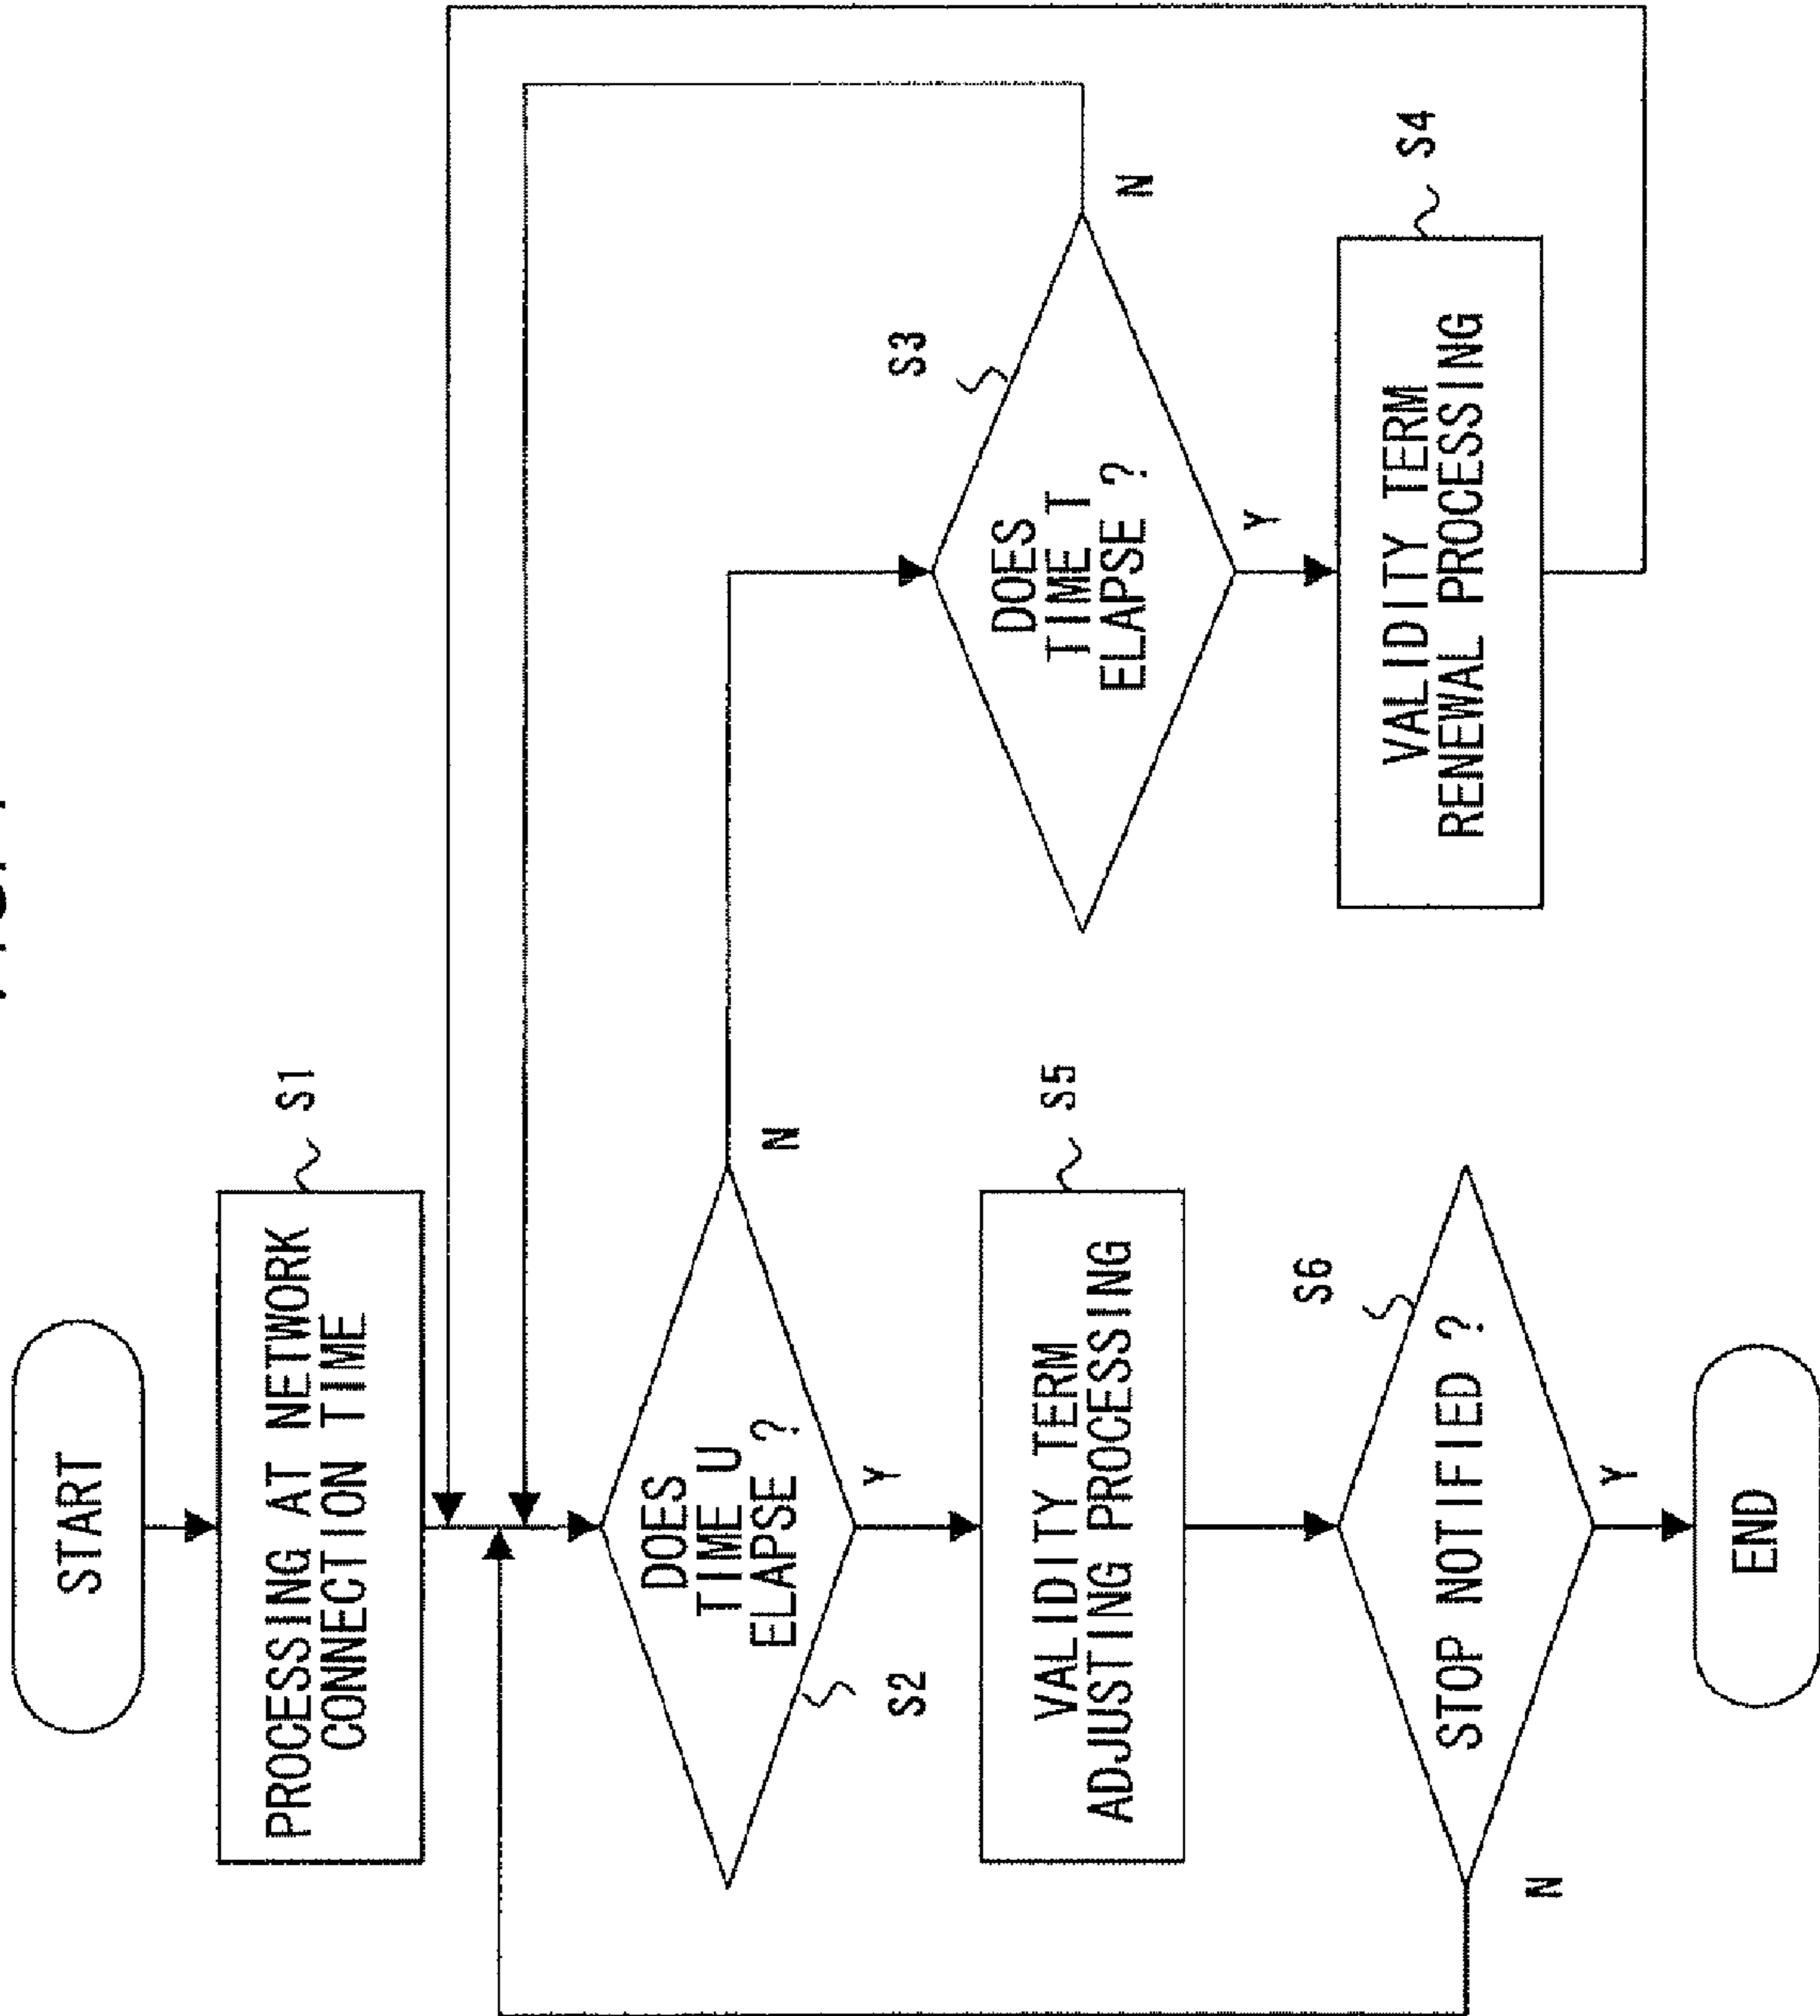 START
PROCESSING AT NETWORK
CONNECTION TIME
S1
DOES
TIME U
ELAPSE ?
S2
N
Y
DOES
TIME T
ELAPSE ?
S3
N
Y
VALIDITY TERM
RENEWAL PROCESSING
S4
VALIDITY TERM
ADJUSTING PROCESSING
S5
STOP NOTIFIED ?
S6
N
Y
END